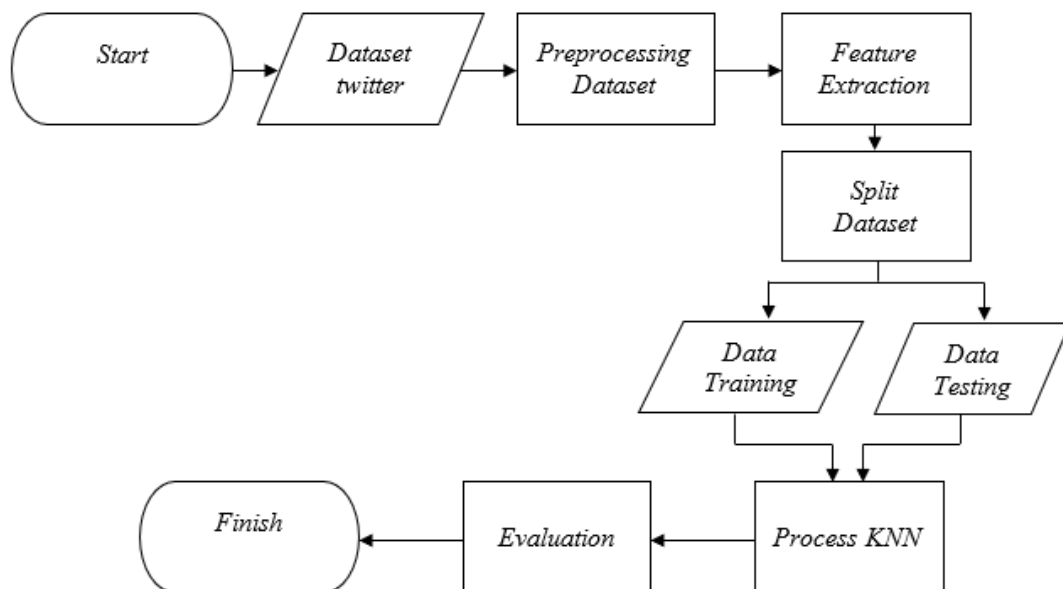 Start
Dataset
twitter
Preprocessing
Dataset
Feature
Extraction
Split
Dataset
Data
Training
Data
Testing
Process KNN
Evaluation
Finish